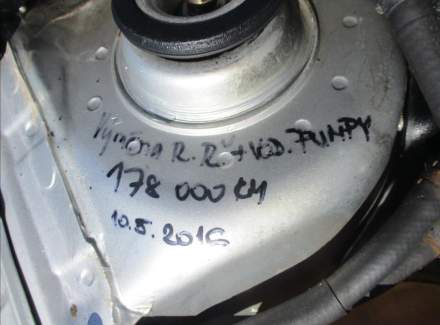 Výměna R.Ř + VOD. PUMPY
178 000 KM
10.5.2016